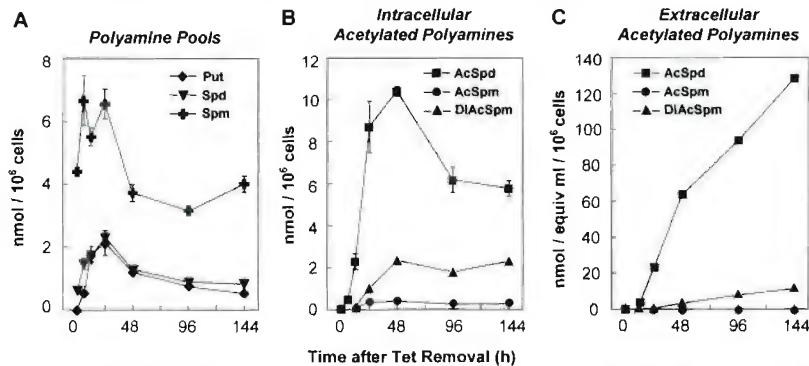 A
Polyamine Pools
Put
Spd
Spm
nmol / 10⁶ cells
8
6
4
2
0
0 48 96 144
B
Intracellular
Acetylated Polyamines
AcSpd
AcSpm
DiAcSpm
nmol / 10⁶ cells
12
10
8
6
4
2
0
0 48 96 144
C
Extracellular
Acetylated Polyamines
AcSpd
AcSpm
DiAcSpm
nmol / equiv ml / 10⁶ cells
140
120
100
80
60
40
20
0
0 48 96 144
Time after Tet Removal (h)